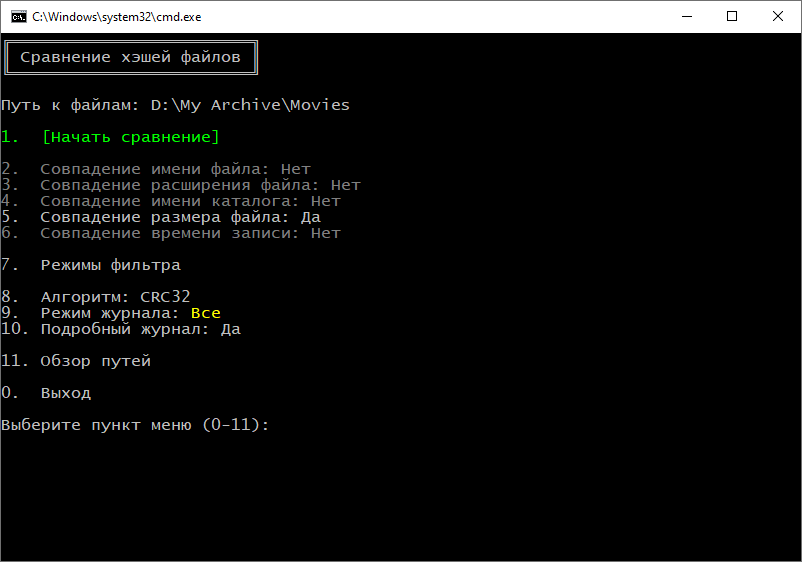 C:\Windows\system32\cmd.exe
Сравнение хэшей файлов
Путь к файлам: D:\My Archive\Movies
1. [Начать сравнение]
2. Совпадение имени файла: Нет
3. Совпадение расширения файла: Нет
4. Совпадение имени каталога: Нет
5. Совпадение размера файла: Да
6. Совпадение времени записи: Нет
7. Режимы фильтра
8. Алгоритм: CRC32
9. Режим журнала: Все
10. Подробный журнал: Да
11. Обзор путей
0. Выход
Выберите пункт меню (0-11):